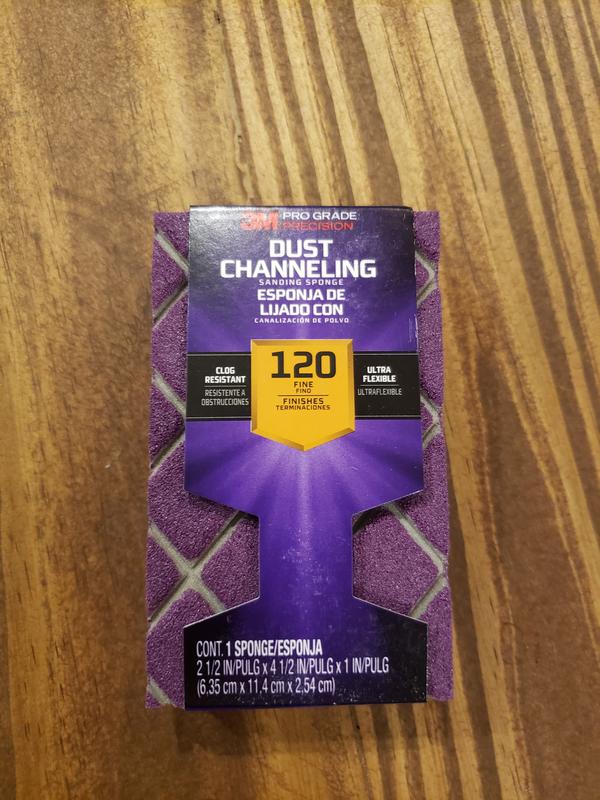 3M PRO GRADE
PRECISION
DUST
CHANNELING
SANDING SPONGE
ESPONJA DE
LIJADO CON
CANALIZACIÓN DE POLVO
CLOG
RESISTANT
RESISTENTE A
OBSTRUCCIONES
120
FINE
FINO
FINISHES
TERMINACIONES
ULTRA
FLEXIBLE
ULTRAFLEXIBLE
CONT. 1 SPONGE/ESPONJA
2 1/2 IN/PULG x 4 1/2 IN/PULG x 1 IN/PULG
(6.35 cm x 11.4 cm x 2.54 cm)